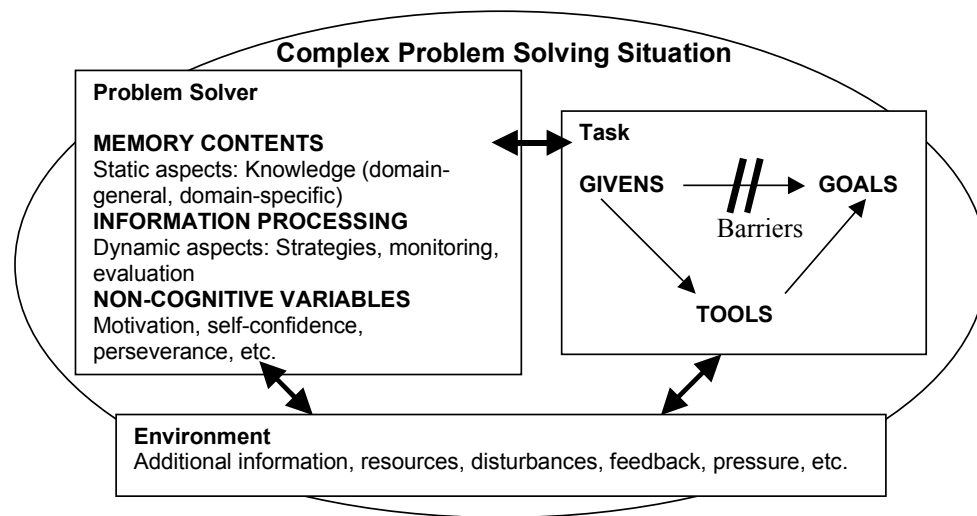 Complex Problem Solving Situation
Problem Solver
MEMORY CONTENTS
Static aspects: Knowledge (domain-
general, domain-specific)
INFORMATION PROCESSING
Dynamic aspects: Strategies, monitoring,
evaluation
NON-COGNITIVE VARIABLES
Motivation, self-confidence,
perseverance, etc.
Task
GIVENS
GOALS
Barriers
TOOLS
Environment
Additional information, resources, disturbances, feedback, pressure, etc.